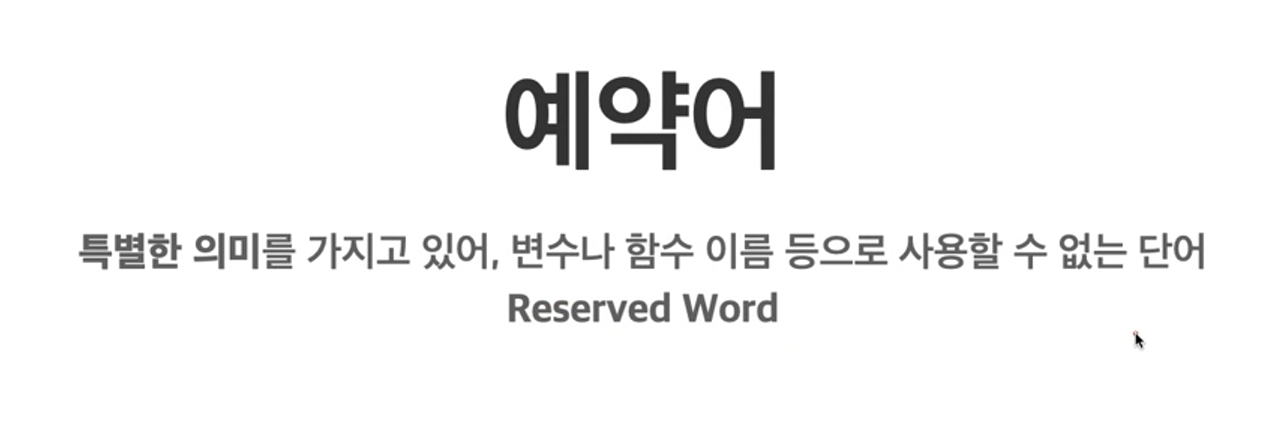 예약어
특별한 의미를 가지고 있어, 변수나 함수 이름 등으로 사용할 수 없는 단어
Reserved Word